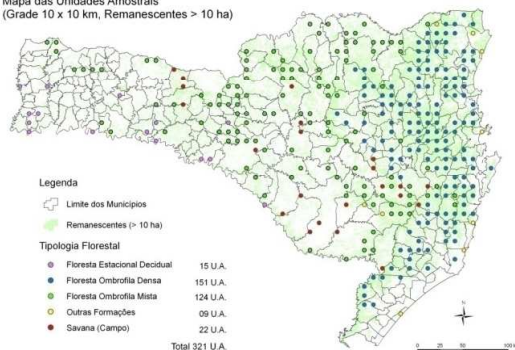 Mapa das Unidades Amostrais
(Grade 10 x 10 km, Remanescentes > 10 ha)
Legenda
Limite dos Municípios
Remanescentes (> 10 ha)
Tipologia Florestal
Floresta Estacional Decidual 15 U.A.
Floresta Ombrofila Densa 151 U.A.
Floresta Ombrofila Mista 124 U.A.
Outras Formações 09 U.A.
Savana (Campo) 22 U.A.
Total 321 U.A.
N
0 25 50 100